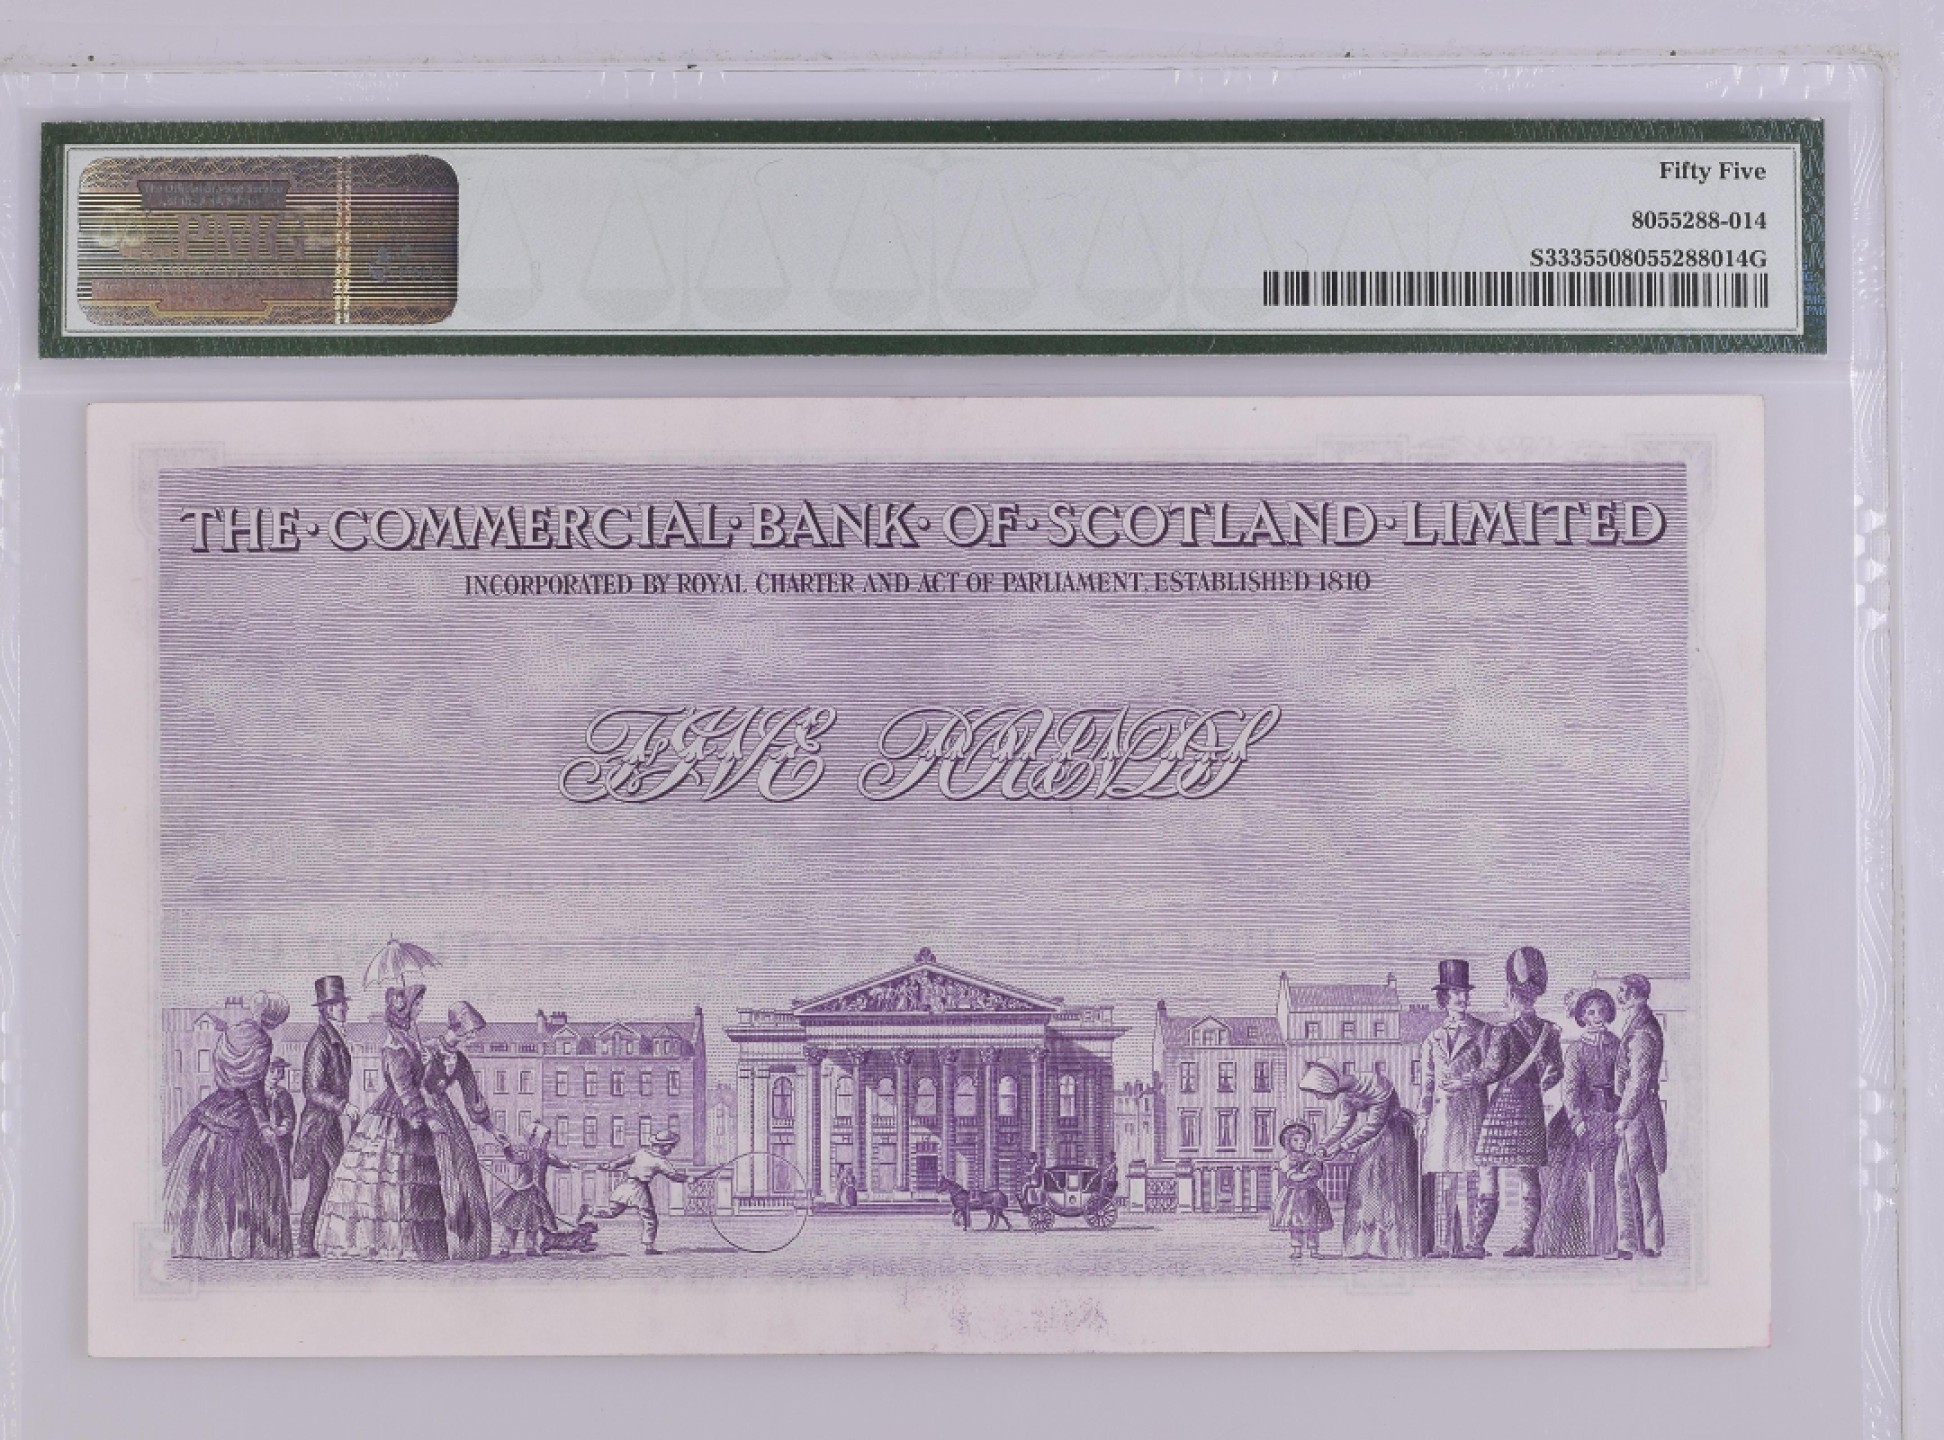 Fifty Five
8055288-014
S3335508055288014G
PMG
THE·COMMERCIAL·BANK·OF·SCOTLAND·LIMITED
INCORPORATED BY ROYAL CHARTER AND ACT OF PARLIAMENT. ESTABLISHED 1810
FIVE POUNDS